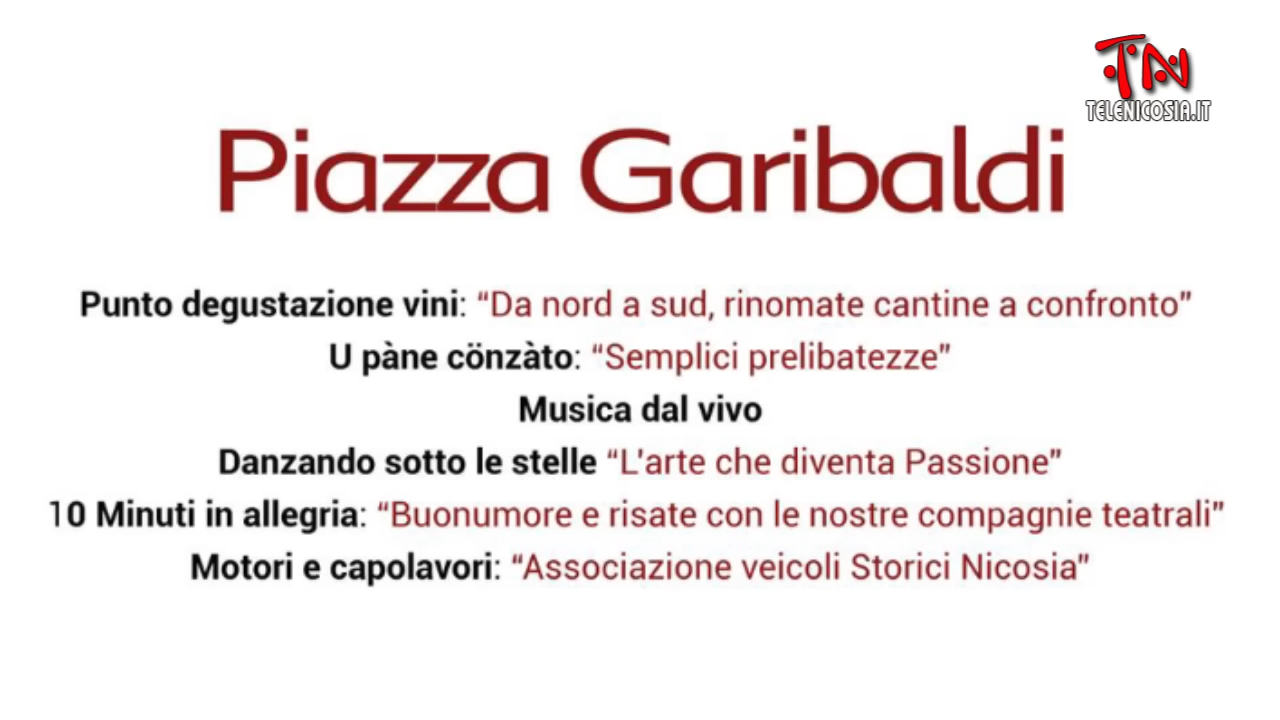 TN
TELENICOSIA.IT
Piazza Garibaldi
Punto degustazione vini: “Da nord a sud, rinomate cantine a confronto”
U pàne cönzàto: “Semplici prelibatezze”
Musica dal vivo
Danzando sotto le stelle “L'arte che diventa Passione”
10 Minuti in allegria: “Buonumore e risate con le nostre compagnie teatrali”
Motori e capolavori: “Associazione veicoli Storici Nicosia”